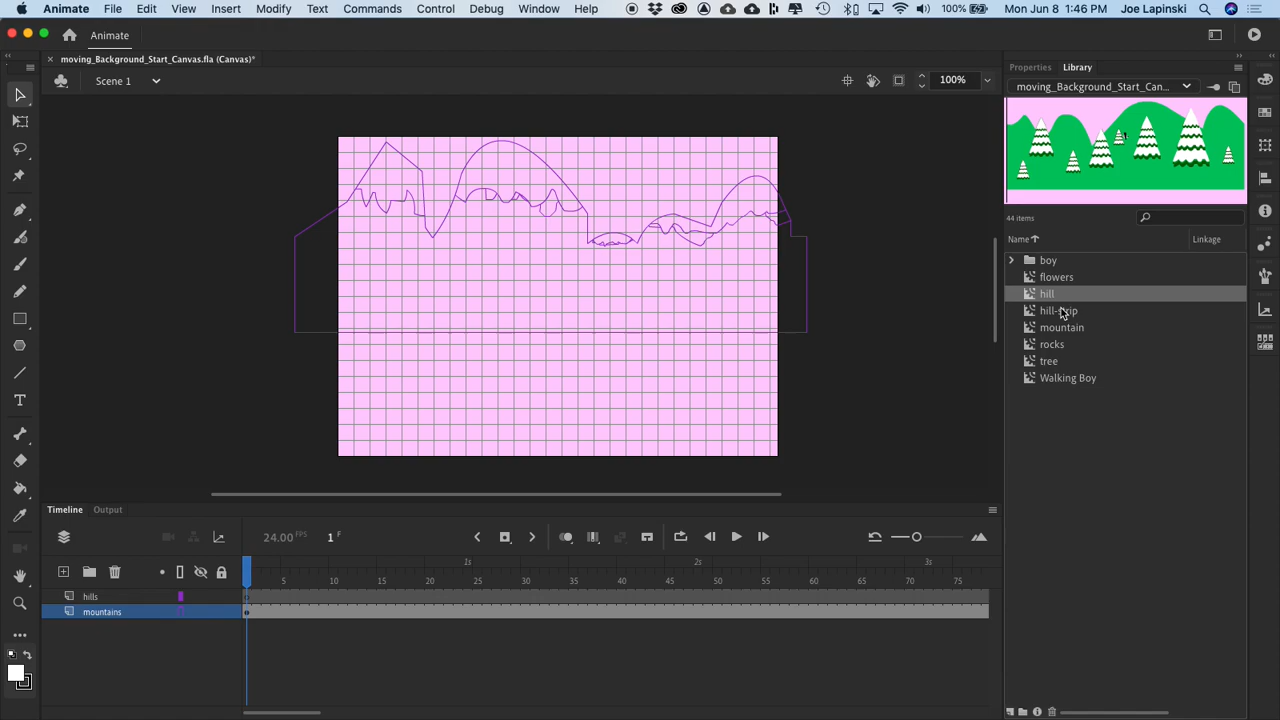 Animate File Edit View Insert Modify Text Commands Control Debug Window Help 100% Mon Jun 8 1:46 PM Joe Lapinski
Animate
moving_Background_Start_Canvas.fla (Canvas)*
Scene 1 100%
Properties Library
moving_Background_Start_Can...
44 items
Name Linkage
boy
flowers
hill
hill-strip
mountain
rocks
tree
Walking Boy
Timeline Output
24.00 FPS 1 F
1s 2s 3s
5 10 15 20 25 30 35 40 45 50 55 60 65 70 75
hills
mountains